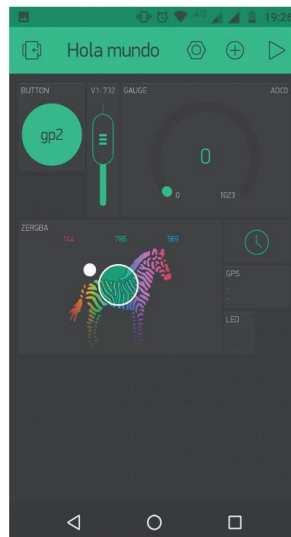 4G 19:26
Hola mundo
BUTTON
V1: 732
GAUGE
ADC0
gp2
0
0
1023
ZERGBA
144
786
569
GPS
LED